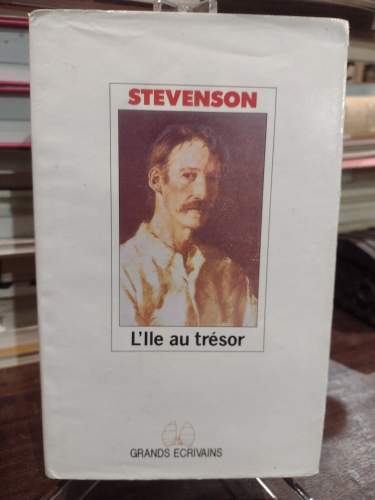 STEVENSON
L'Ile au trésor
GRANDS ECRIVAINS